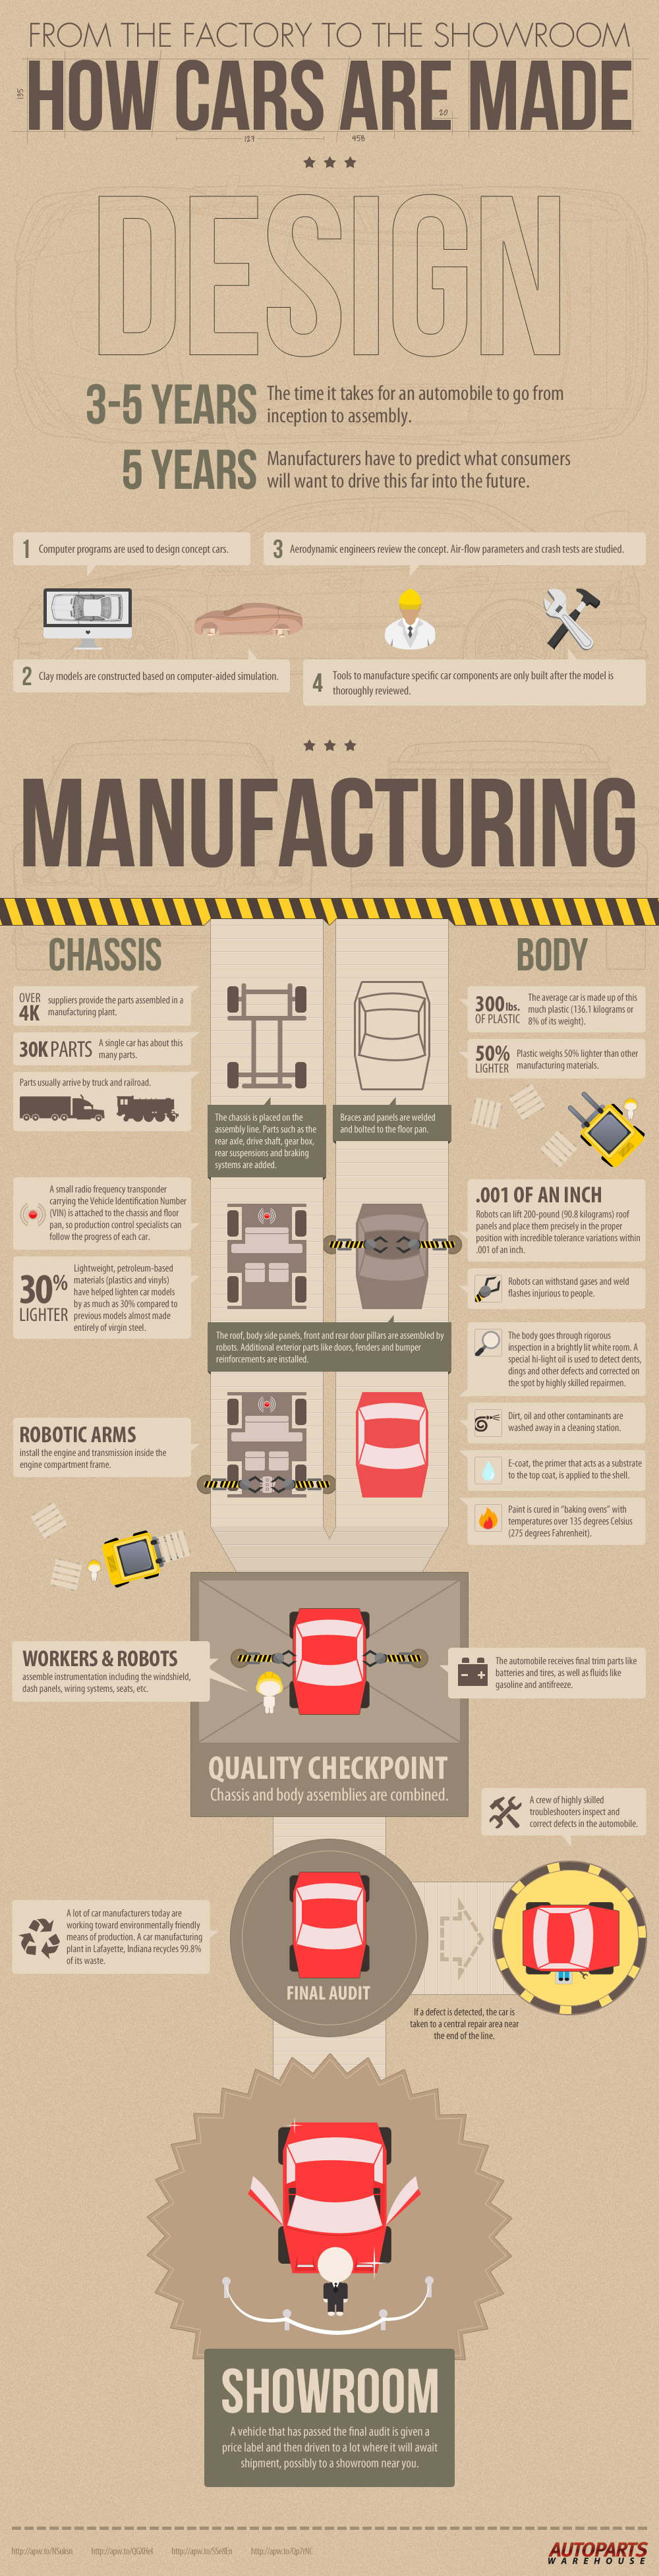 FROM THE FACTORY TO THE SHOWROOM
HOW CARS ARE MADE
195
20
127
458
DESIGN
3-5 YEARS
The time it takes for an automobile to go from
inception to assembly.
5 YEARS
Manufacturers have to predict what consumers
will want to drive this far into the future.
1 Computer programs are used to design concept cars.
3 Aerodynamic engineers review the concept. Air-flow parameters and crash tests are studied.
2 Clay models are constructed based on computer-aided simulation.
4 Tools to manufacture specific car components are only built after the model is
thoroughly reviewed.
MANUFACTURING
CHASSIS
OVER
4K
suppliers provide the parts assembled in a
manufacturing plant.
30K PARTS
A single car has about this
many parts.
Parts usually arrive by truck and railroad.
The chassis is placed on the
assembly line. Parts such as the
rear axle, drive shaft, gear box,
rear suspensions and braking
systems are added.
Braces and panels are welded
and bolted to the floor pan.
BODY
300 lbs.
OF PLASTIC
The average car is made up of this
much plastic (136.1 kilograms or
8% of its weight).
50%
LIGHTER
Plastic weighs 50% lighter than other
manufacturing materials.
A small radio frequency transponder
carrying the Vehicle Identification Number
(VIN) is attached to the chassis and floor
pan, so production control specialists can
follow the progress of each car.
30%
LIGHTER
Lightweight, petroleum-based
materials (plastics and vinyls)
have helped lighten car models
by as much as 30% compared to
previous models almost made
entirely of virgin steel.
.001 OF AN INCH
Robots can lift 200-pound (90.8 kilograms) roof
panels and place them precisely in the proper
position with incredible tolerance variations within
.001 of an inch.
Robots can withstand gases and weld
flashes injurious to people.
The roof, body side panels, front and rear door pillars are assembled by
robots. Additional exterior parts like doors, fenders and bumper
reinforcements are installed.
The body goes through rigorous
inspection in a brightly lit white room. A
special hi-light oil is used to detect dents,
dings and other defects and corrected on
the spot by highly skilled repairmen.
Dirt, oil and other contaminants are
washed away in a cleaning station.
ROBOTIC ARMS
install the engine and transmission inside the
engine compartment frame.
E-coat, the primer that acts as a substrate
to the top coat, is applied to the shell.
Paint is cured in "baking ovens" with
temperatures over 135 degrees Celsius
(275 degrees Fahrenheit).
WORKERS & ROBOTS
assemble instrumentation including the windshield,
dash panels, wiring systems, seats, etc.
The automobile receives final trim parts like
batteries and tires, as well as fluids like
gasoline and antifreeze.
QUALITY CHECKPOINT
Chassis and body assemblies are combined.
A crew of highly skilled
troubleshooters inspect and
correct defects in the automobile.
A lot of car manufacturers today are
working toward environmentally friendly
means of production. A car manufacturing
plant in Lafayette, Indiana recycles 99.8%
of its waste.
FINAL AUDIT
If a defect is detected, the car is
taken to a central repair area near
the end of the line.
SHOWROOM
A vehicle that has passed the final audit is given a
price label and then driven to a lot where it will await
shipment, possibly to a showroom near you.
AUTOPARTS
WAREHOUSE